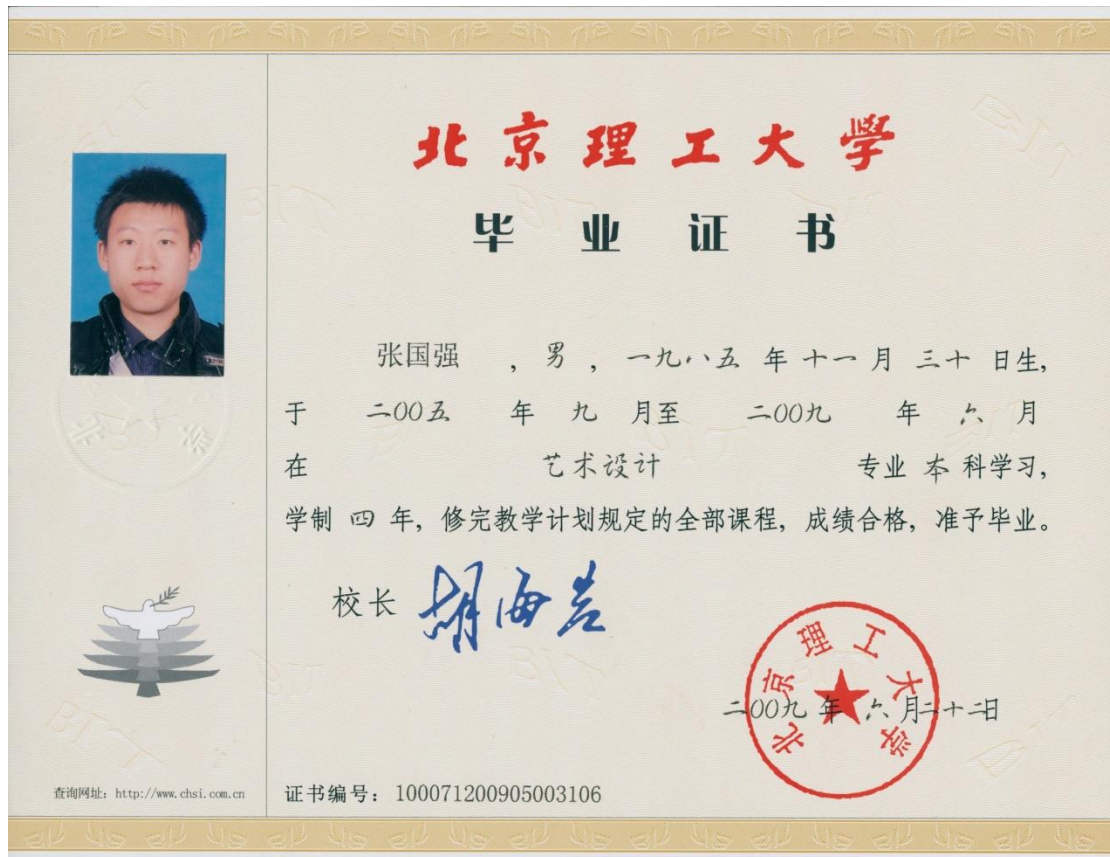 北京理工大學
毕业证书
张国强 , 男 , 一九八五 年 十一 月 三十 日生,
于 二00五 年 九 月至 二00九 年 六 月
在 艺术设计 专业 本 科学习,
学制 四 年, 修完教学计划规定的全部课程, 成绩合格, 准予毕业。
校长 胡海岩
北京理工大学
二00九 年 六 月二十二日
查询网址: http://www.chsi.com.cn
证书编号: 100071200905003106